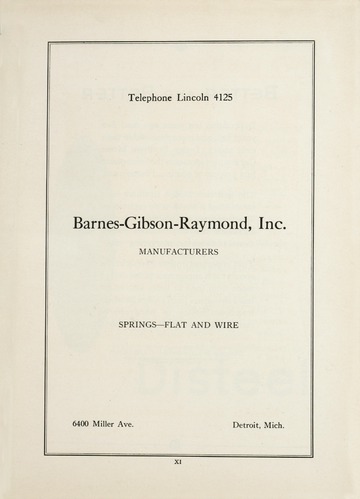 Telephone Lincoln 4125
Barnes-Gibson-Raymond, Inc.
MANUFACTURERS
SPRINGS—FLAT AND WIRE
6400 Miller Ave. Detroit, Mich.
XI